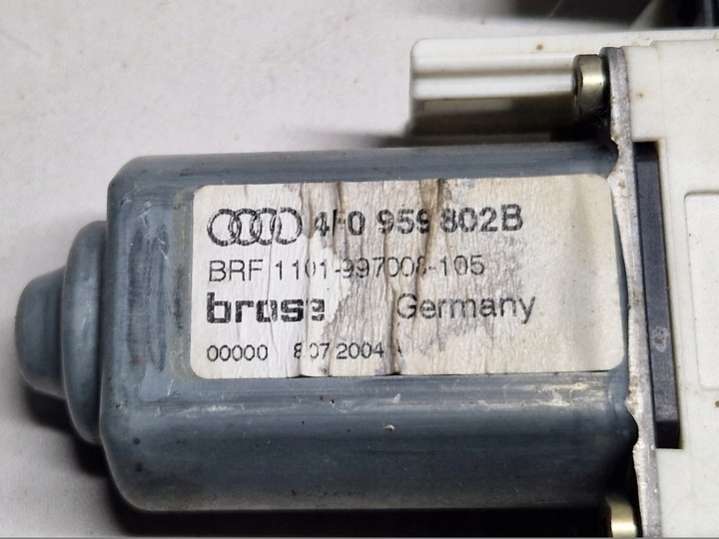 4F0 959 802B
BRF 1101-997008-105
brose Germany
00000 8 07 2004